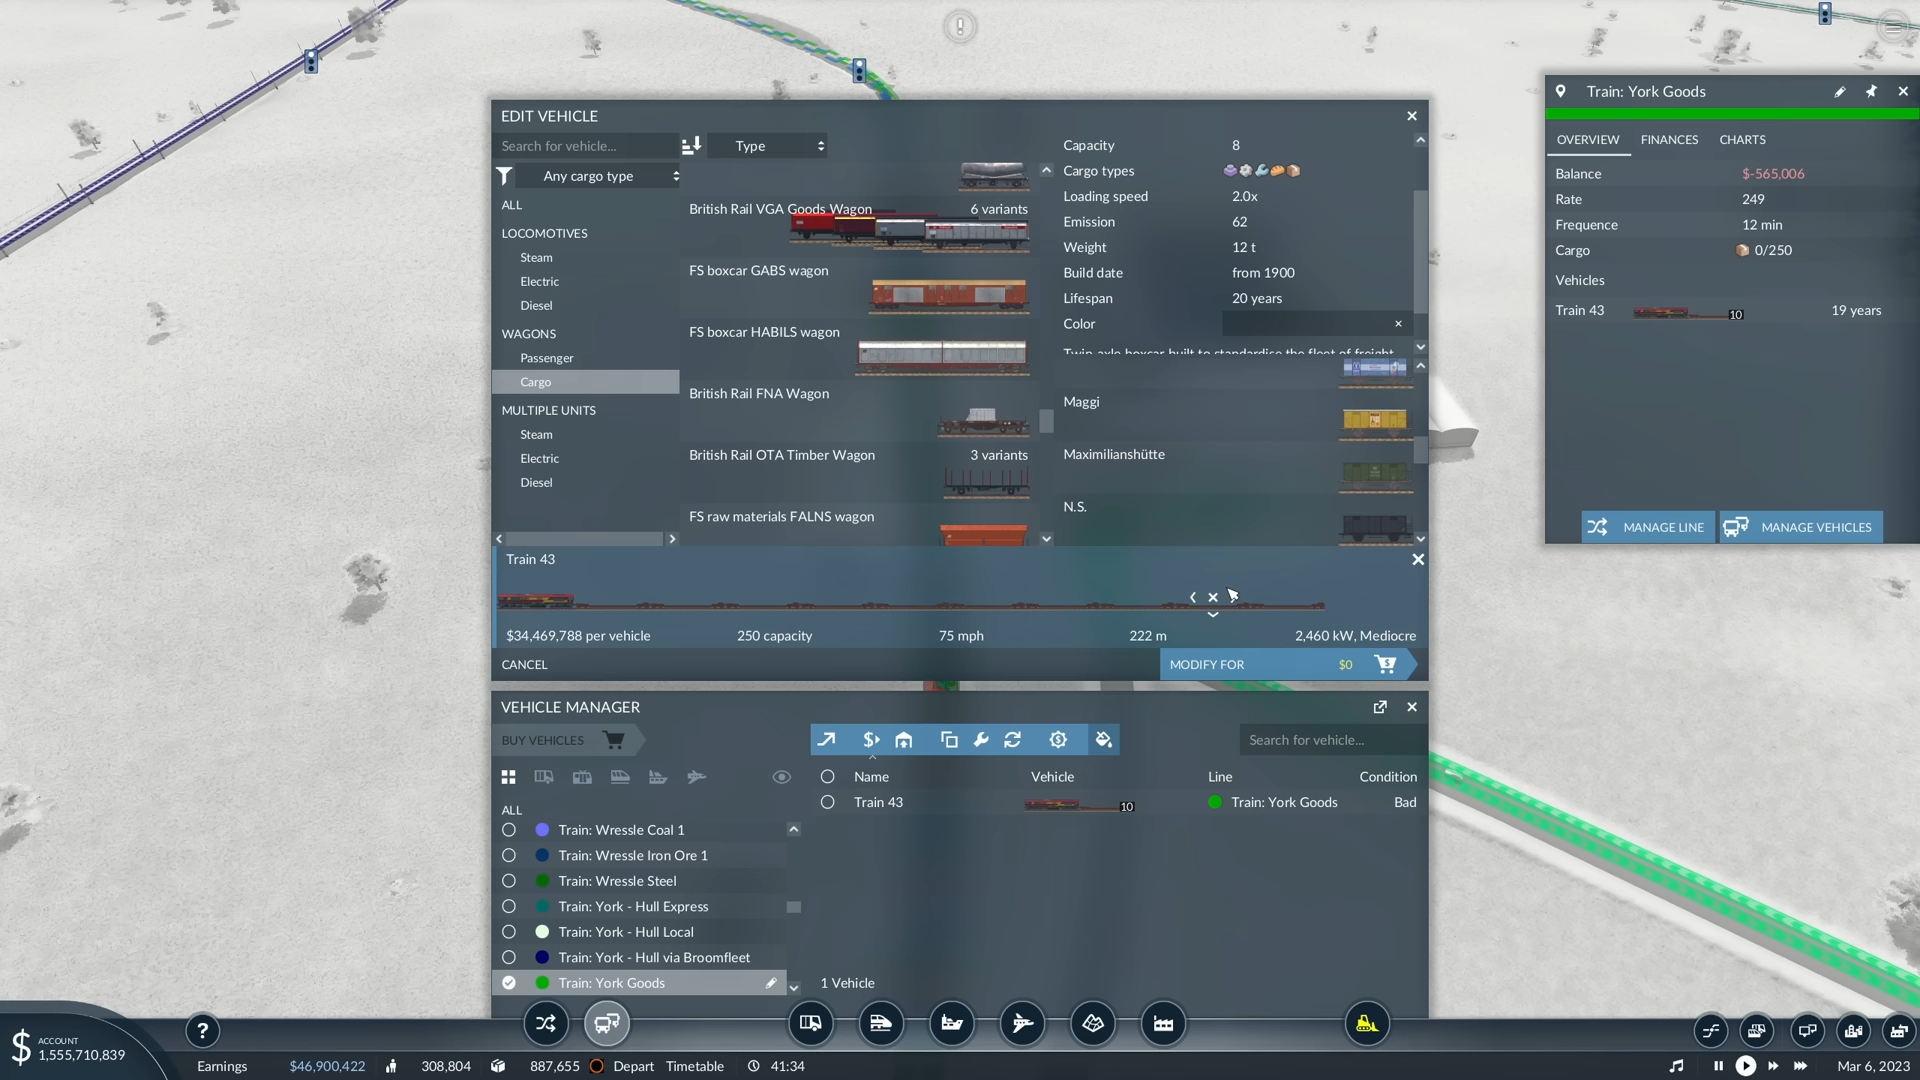 EDIT VEHICLE
Search for vehicle...
Type
Any cargo type
ALL
LOCOMOTIVES
Steam
Electric
Diesel
WAGONS
Passenger
Cargo
MULTIPLE UNITS
Steam
Electric
Diesel
British Rail VGA Goods Wagon
6 variants
FS boxcar GABS wagon
FS boxcar HABILS wagon
British Rail FNA Wagon
British Rail OTA Timber Wagon
3 variants
FS raw materials FALNS wagon
Capacity 8
Cargo types
Loading speed 2.0x
Emission 62
Weight 12 t
Build date from 1900
Lifespan 20 years
Color
Twin-axle boxcar built to standardise the fleet of freight
Maggi
Maximilianshütte
N.S.
Train 43
$34,469,788 per vehicle
250 capacity
75 mph
222 m
2,460 kW, Mediocre
CANCEL
MODIFY FOR $0
Train: York Goods
OVERVIEW FINANCES CHARTS
Balance $-565,006
Rate 249
Frequence 12 min
Cargo 0/250
Vehicles
Train 43 10 19 years
MANAGE LINE
MANAGE VEHICLES
VEHICLE MANAGER
BUY VEHICLES
Search for vehicle...
ALL
Train: Wressle Coal 1
Train: Wressle Iron Ore 1
Train: Wressle Steel
Train: York - Hull Express
Train: York - Hull Local
Train: York - Hull via Broomfleet
Train: York Goods
Name Vehicle Line Condition
Train 43 10 Train: York Goods Bad
1 Vehicle
$ ACCOUNT
1,555,710,839
?
Earnings $46,900,422
308,804
887,655
Depart Timetable
41:34
Mar 6, 2023